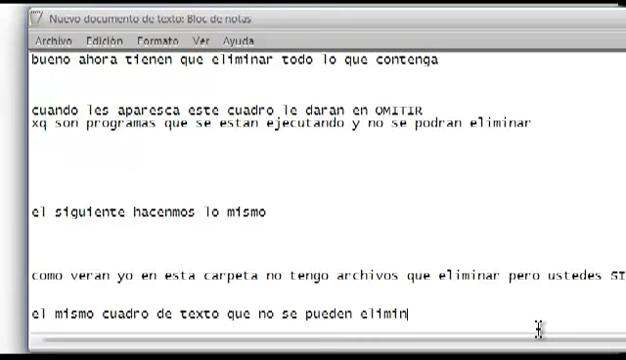 Nuevo documento de texto: Bloc de notas
Archivo Edición Formato Ver Ayuda
bueno ahora tienen que eliminar todo lo que contenga
cuando les aparesca este cuadro le daran en OMITIR
xq son programas que se estan ejecutando y no se podran eliminar
el siguiente hacenmos lo mismo
como veran yo en esta carpeta no tengo archivos que eliminar pero ustedes SI
el mismo cuadro de texto que no se pueden elimin